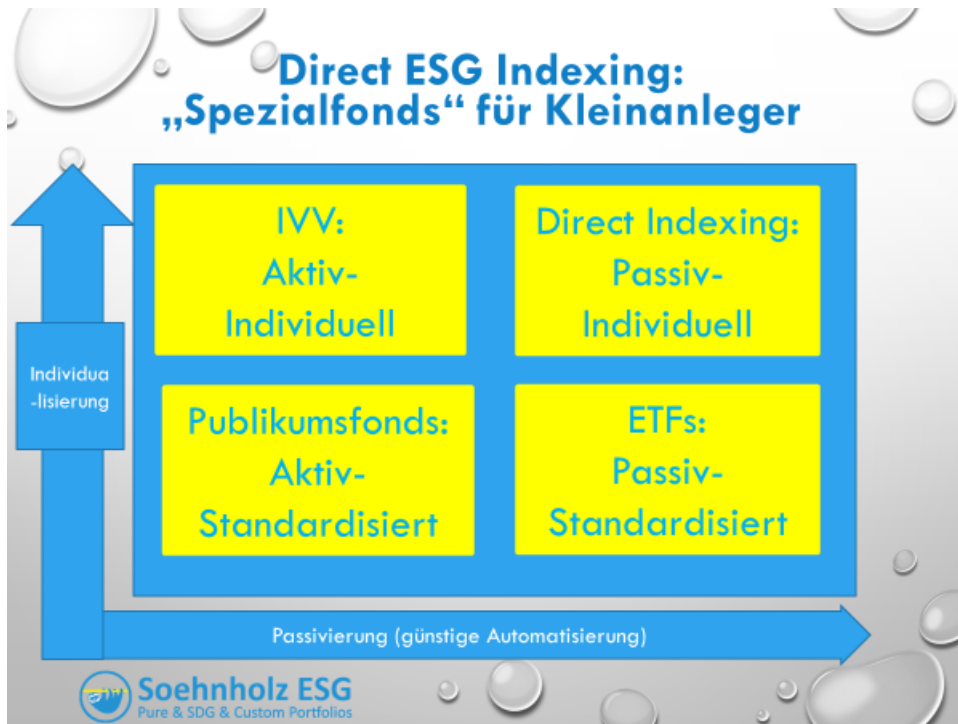 Direct ESG Indexing:
„Spezialfonds“ für Kleinanleger
IVV:
Aktiv-
Individuell
Direct Indexing:
Passiv-
Individuell
Individua
-lisierung
Publikumsfonds:
Aktiv-
Standardisiert
ETFs:
Passiv-
Standardisiert
Passivierung (günstige Automatisierung)
Soehnholz ESG
Pure & SDG & Custom Portfolios